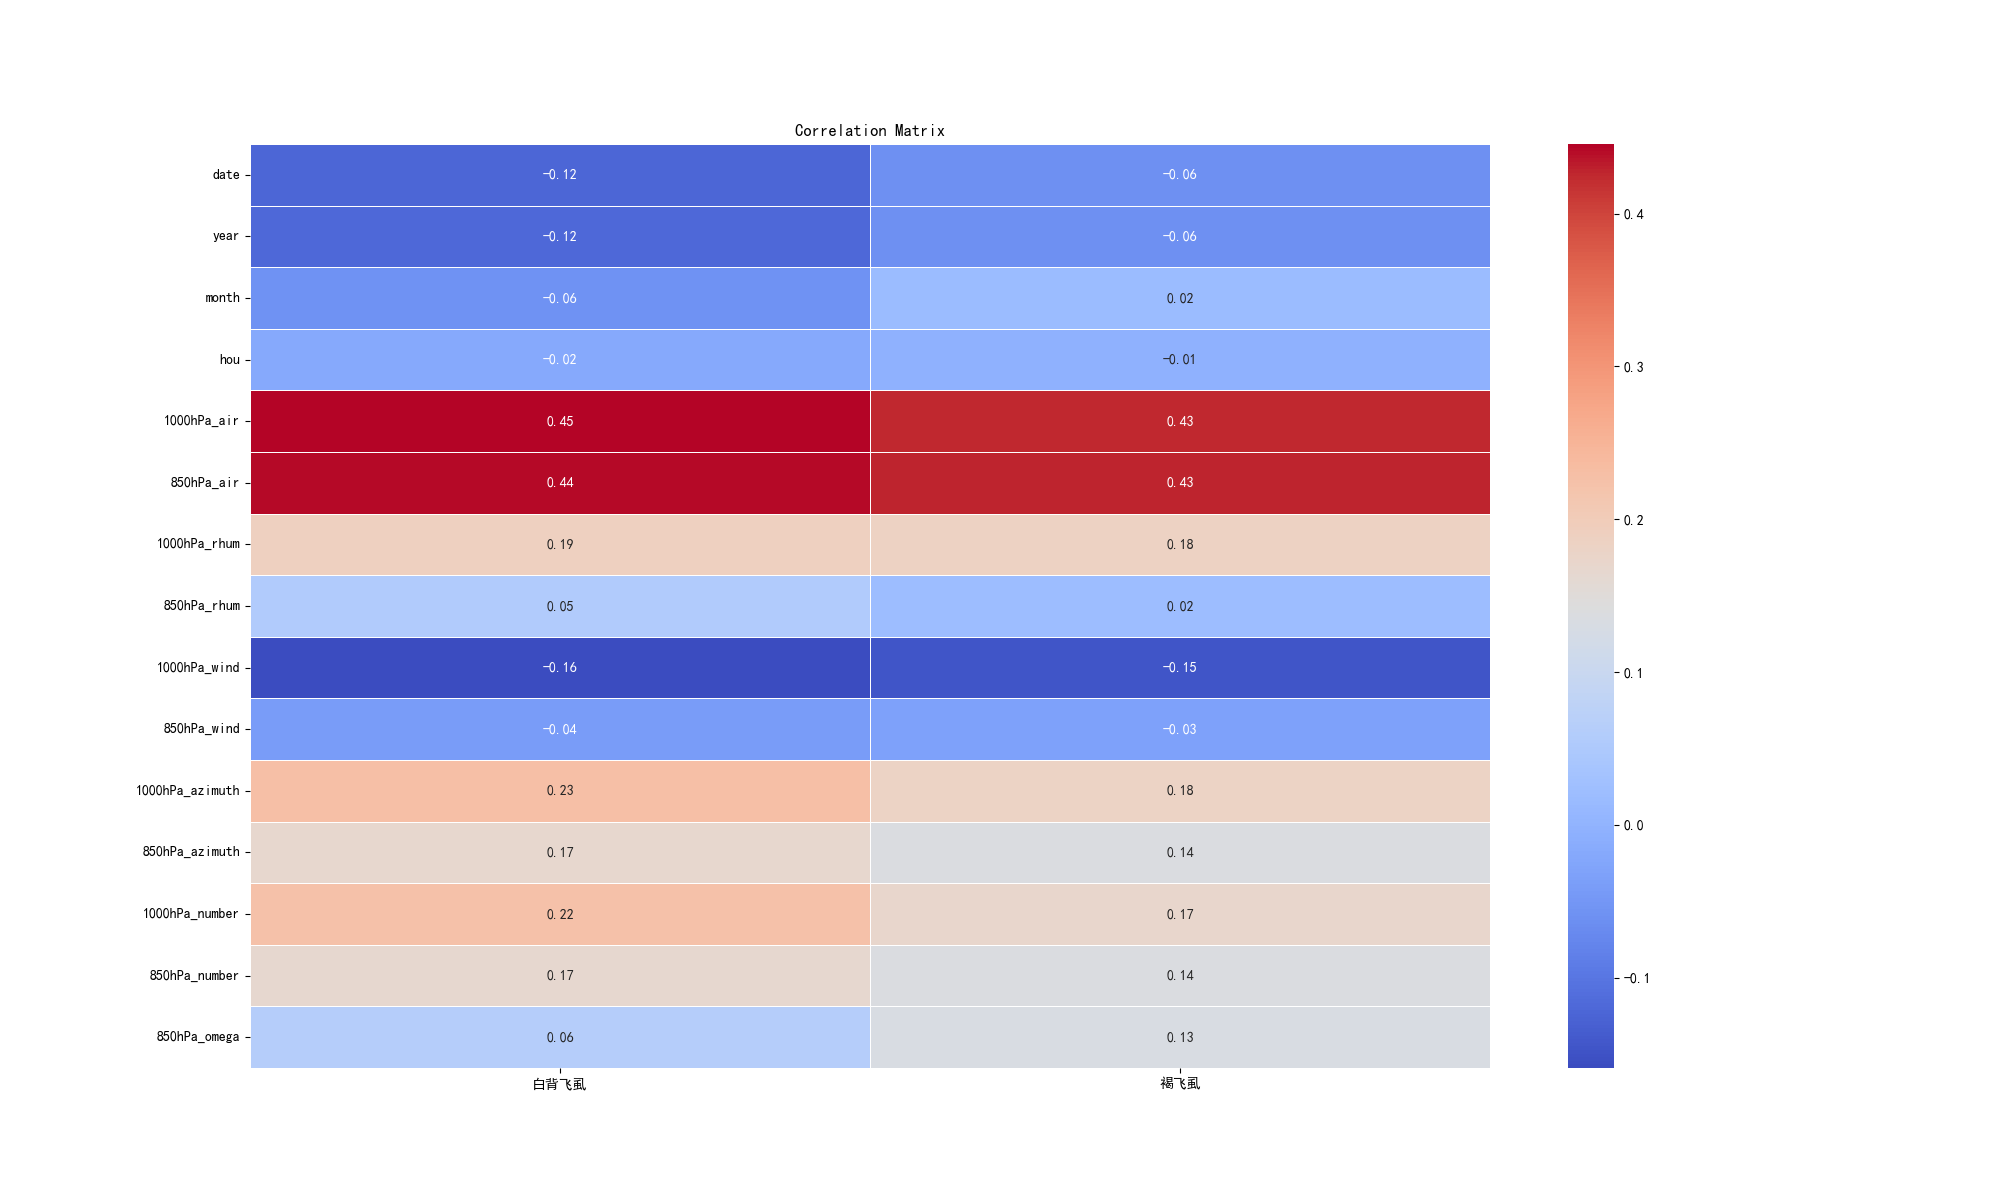 Correlation Matrix
date -0.12 -0.06
year -0.12 -0.06
month -0.06 0.02
hou -0.02 -0.01
1000hPa_air 0.45 0.43
850hPa_air 0.44 0.43
1000hPa_rhum 0.19 0.18
850hPa_rhum 0.05 0.02
1000hPa_wind -0.16 -0.15
850hPa_wind -0.04 -0.03
1000hPa_azimuth 0.23 0.18
850hPa_azimuth 0.17 0.14
1000hPa_number 0.22 0.17
850hPa_number 0.17 0.14
850hPa_omega 0.06 0.13
白背飞虱 褐飞虱
0.4
0.3
0.2
0.1
0.0
-0.1